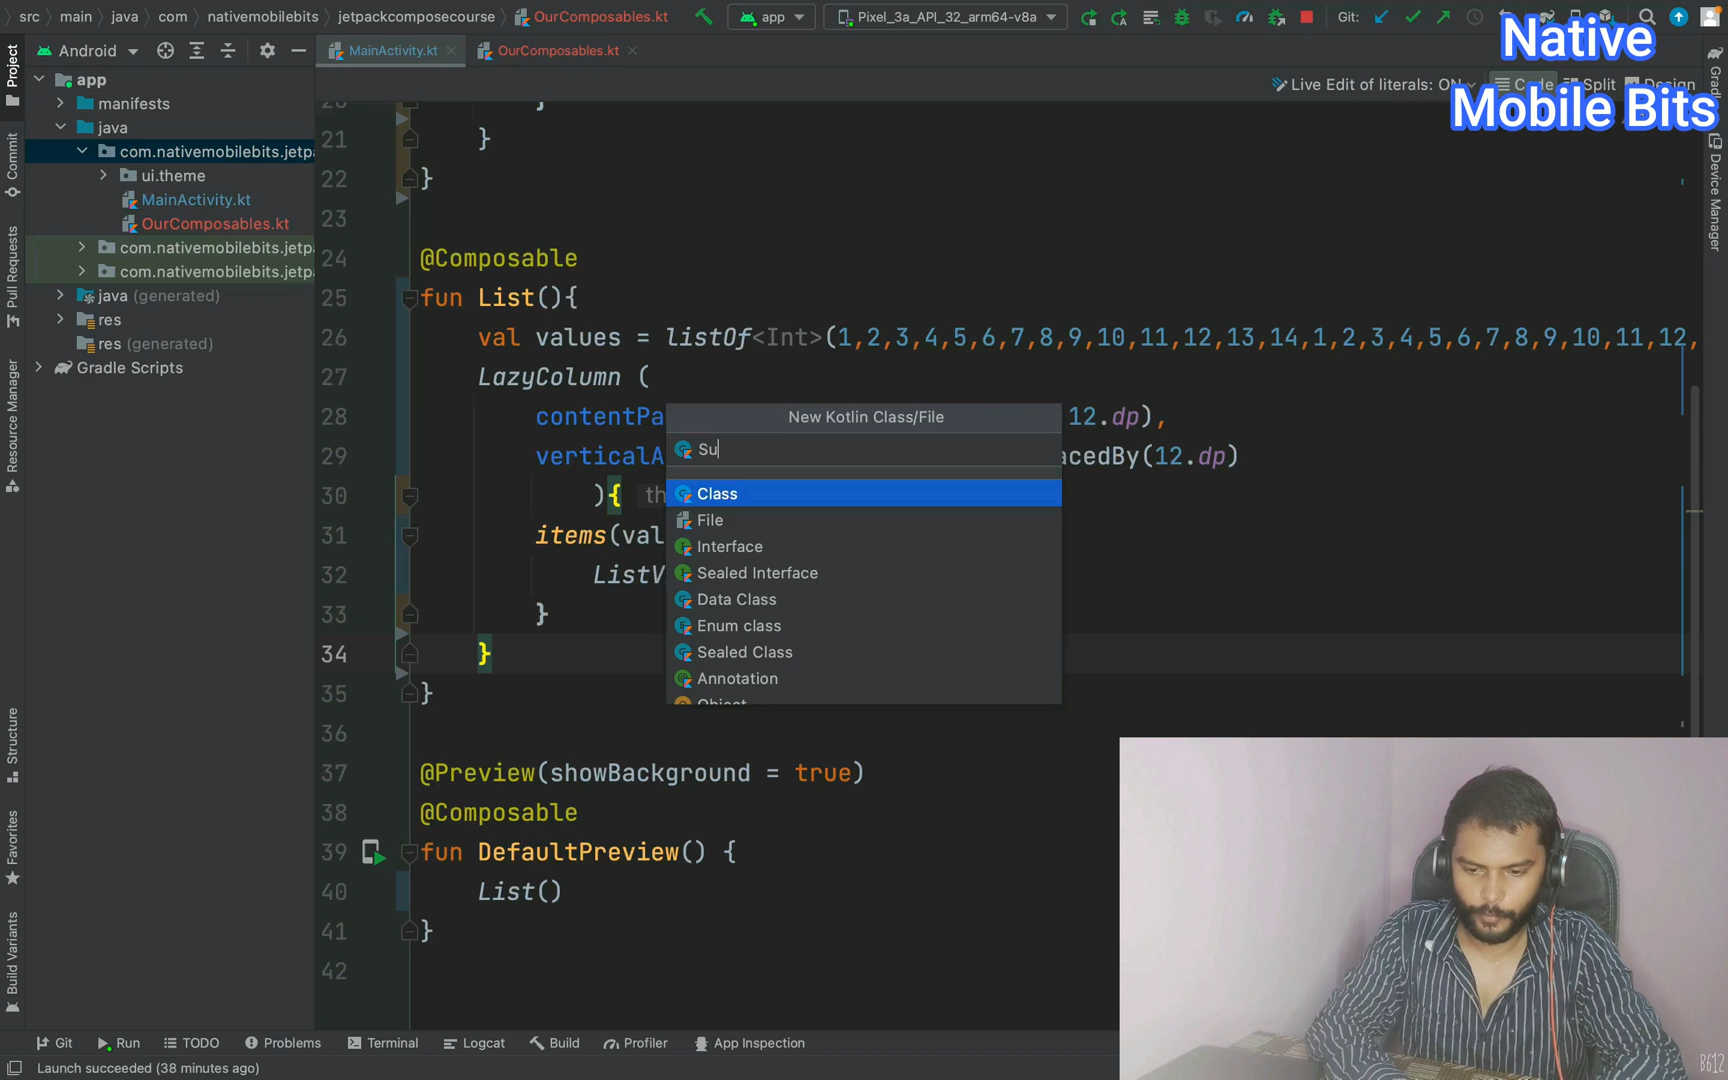 src › main › java › com › nativemobilebits › jetpackcomposecourse › OurComposables.kt
app
Pixel_3a_API_32_arm64-v8a
Git:
Native
Mobile Bits
Android
MainActivity.kt
OurComposables.kt
Live Edit of literals: ON
Code
Split
Design
app
manifests
java
com.nativemobilebits.jetpa
ui.theme
MainActivity.kt
OurComposables.kt
com.nativemobilebits.jetpa
com.nativemobilebits.jetpa
java (generated)
res
res (generated)
Gradle Scripts
Project
Commit
Pull Requests
Resource Manager
Structure
Favorites
Build Variants
Device Manager
21 }
22 }
23
24 @Composable
25 fun List(){
26 val values = listOf<Int>(1,2,3,4,5,6,7,8,9,10,11,12,13,14,1,2,3,4,5,6,7,8,9,10,11,12,
27 LazyColumn (
28 contentPa 12.dp),
29 verticalA acedBy(12.dp)
30 ){ th
31 items(val
32 ListV
33 }
34 }
35 }
36
37 @Preview(showBackground = true)
38 @Composable
39 fun DefaultPreview() {
40 List()
41 }
42
New Kotlin Class/File
Su
Class
File
Interface
Sealed Interface
Data Class
Enum class
Sealed Class
Annotation
Object
Git
Run
TODO
Problems
Terminal
Logcat
Build
Profiler
App Inspection
Launch succeeded (38 minutes ago)
B612